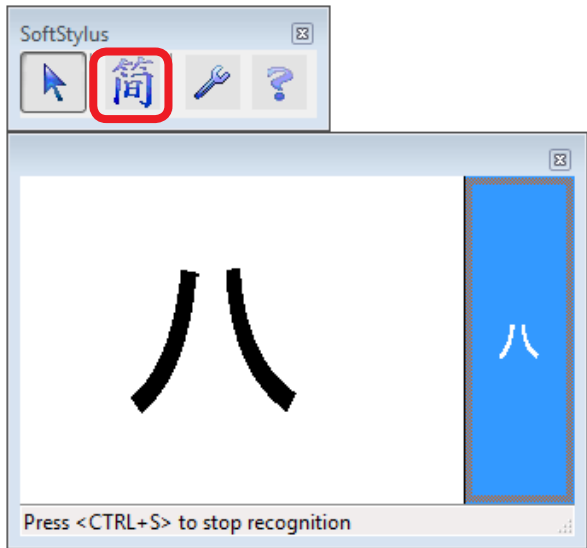 SoftStylus
简
八
八
Press <CTRL+S> to stop recognition